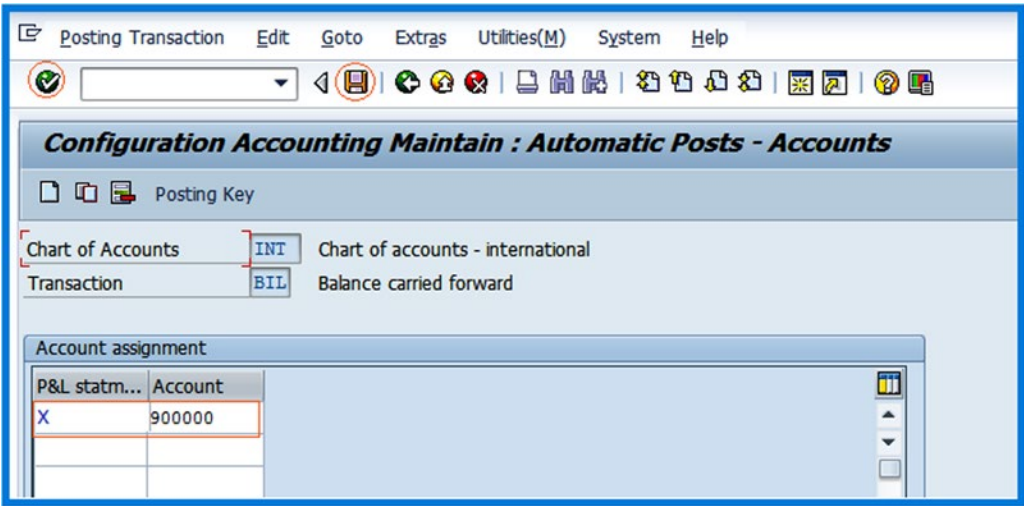 Posting Transaction Edit Goto Extras Utilities(M) System Help
Configuration Accounting Maintain : Automatic Posts - Accounts
Posting Key
Chart of Accounts INT Chart of accounts - international
Transaction BIL Balance carried forward
Account assignment
P&L statm... Account
X 900000